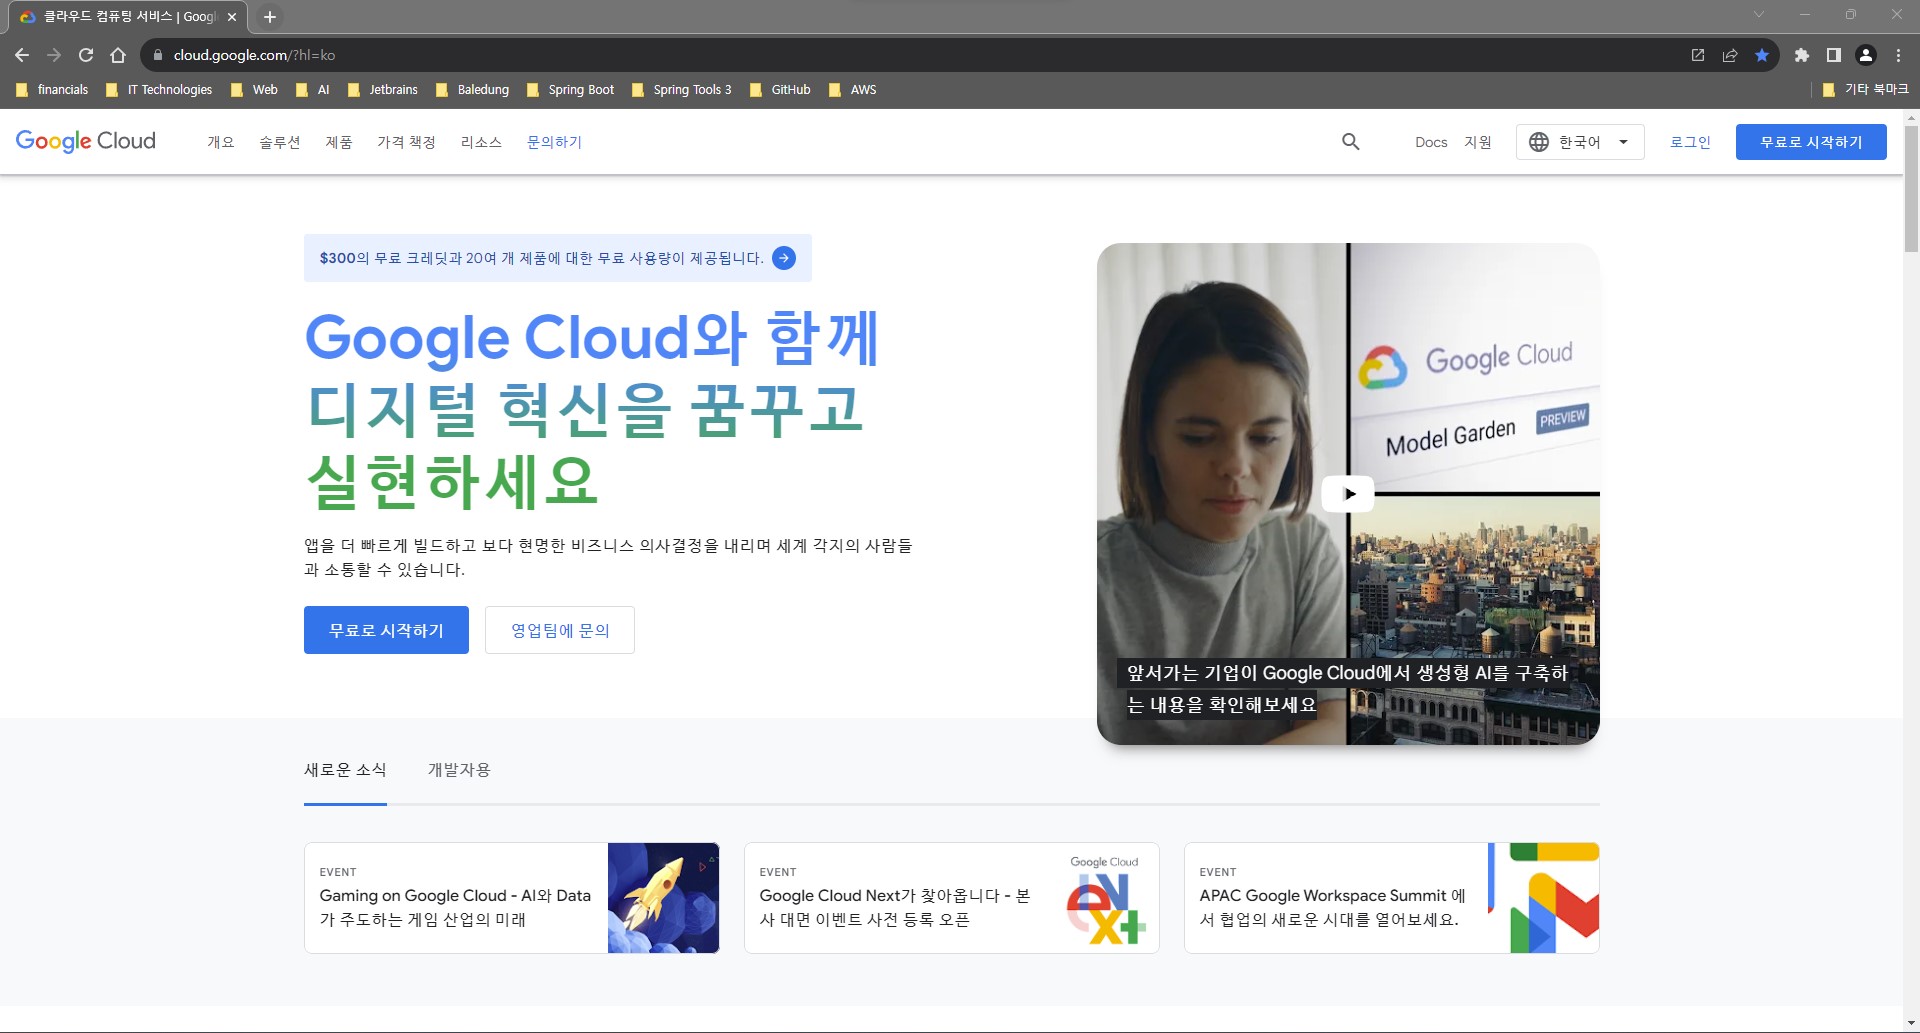 클라우드 컴퓨팅 서비스 | Googl
cloud.google.com/?hl=ko
financials
IT Technologies
Web
AI
Jetbrains
Baledung
Spring Boot
Spring Tools 3
GitHub
AWS
기타 북마크
Google Cloud
개요
솔루션
제품
가격 책정
리소스
문의하기
Docs
지원
한국어
로그인
무료로 시작하기
$300의 무료 크레딧과 20여 개 제품에 대한 무료 사용량이 제공됩니다.
Google Cloud와 함께
디지털 혁신을 꿈꾸고
실현하세요
앱을 더 빠르게 빌드하고 보다 현명한 비즈니스 의사결정을 내리며 세계 각지의 사람들
과 소통할 수 있습니다.
무료로 시작하기
영업팀에 문의
Google Cloud
Model Garden
PREVIEW
앞서가는 기업이 Google Cloud에서 생성형 AI를 구축하
는 내용을 확인해보세요
새로운 소식
개발자용
EVENT
Gaming on Google Cloud - AI와 Data
가 주도하는 게임 산업의 미래
EVENT
Google Cloud Next가 찾아옵니다 - 본
사 대면 이벤트 사전 등록 오픈
Google Cloud
Next
EVENT
APAC Google Workspace Summit 에
서 협업의 새로운 시대를 열어보세요.